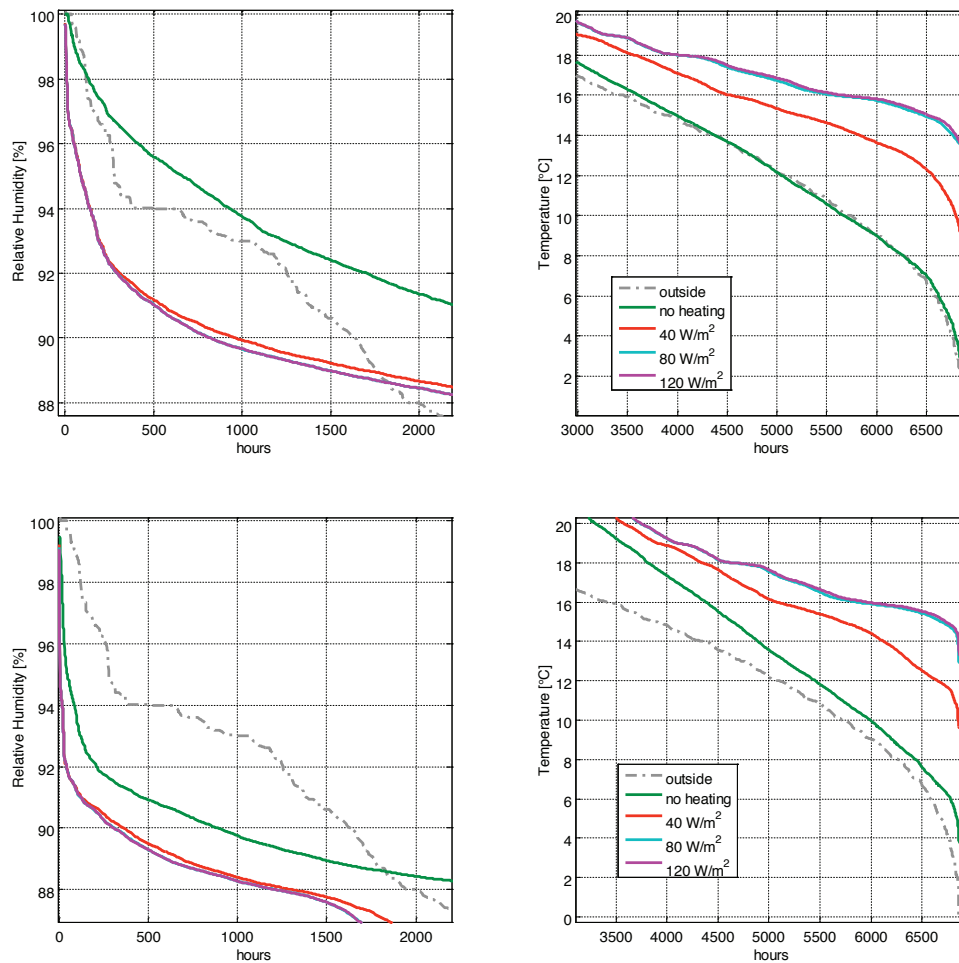 100
98
96
94
92
90
88
Relative Humidity [%]
0 500 1000 1500 2000
hours
20
18
16
14
12
10
8
6
4
2
Temperature [°C]
outside
no heating
40 W/m²
80 W/m²
120 W/m²
3000 3500 4000 4500 5000 5500 6000 6500
hours
100
98
96
94
92
90
88
Relative Humidity [%]
0 500 1000 1500 2000
hours
20
18
16
14
12
10
8
6
4
2
0
Temperature [°C]
outside
no heating
40 W/m²
80 W/m²
120 W/m²
3500 4000 4500 5000 5500 6000 6500
hours